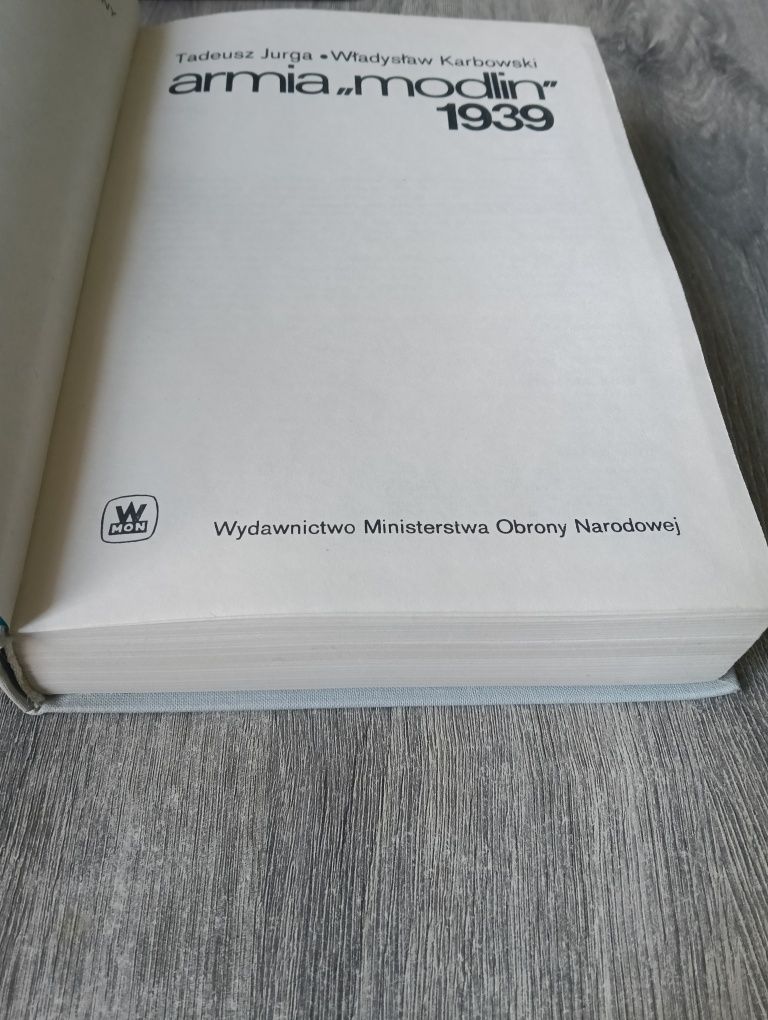 Tadeusz Jurga • Władysław Karbowski
armia „modlin”
1939
W
MON
Wydawnictwo Ministerstwa Obrony Narodowej